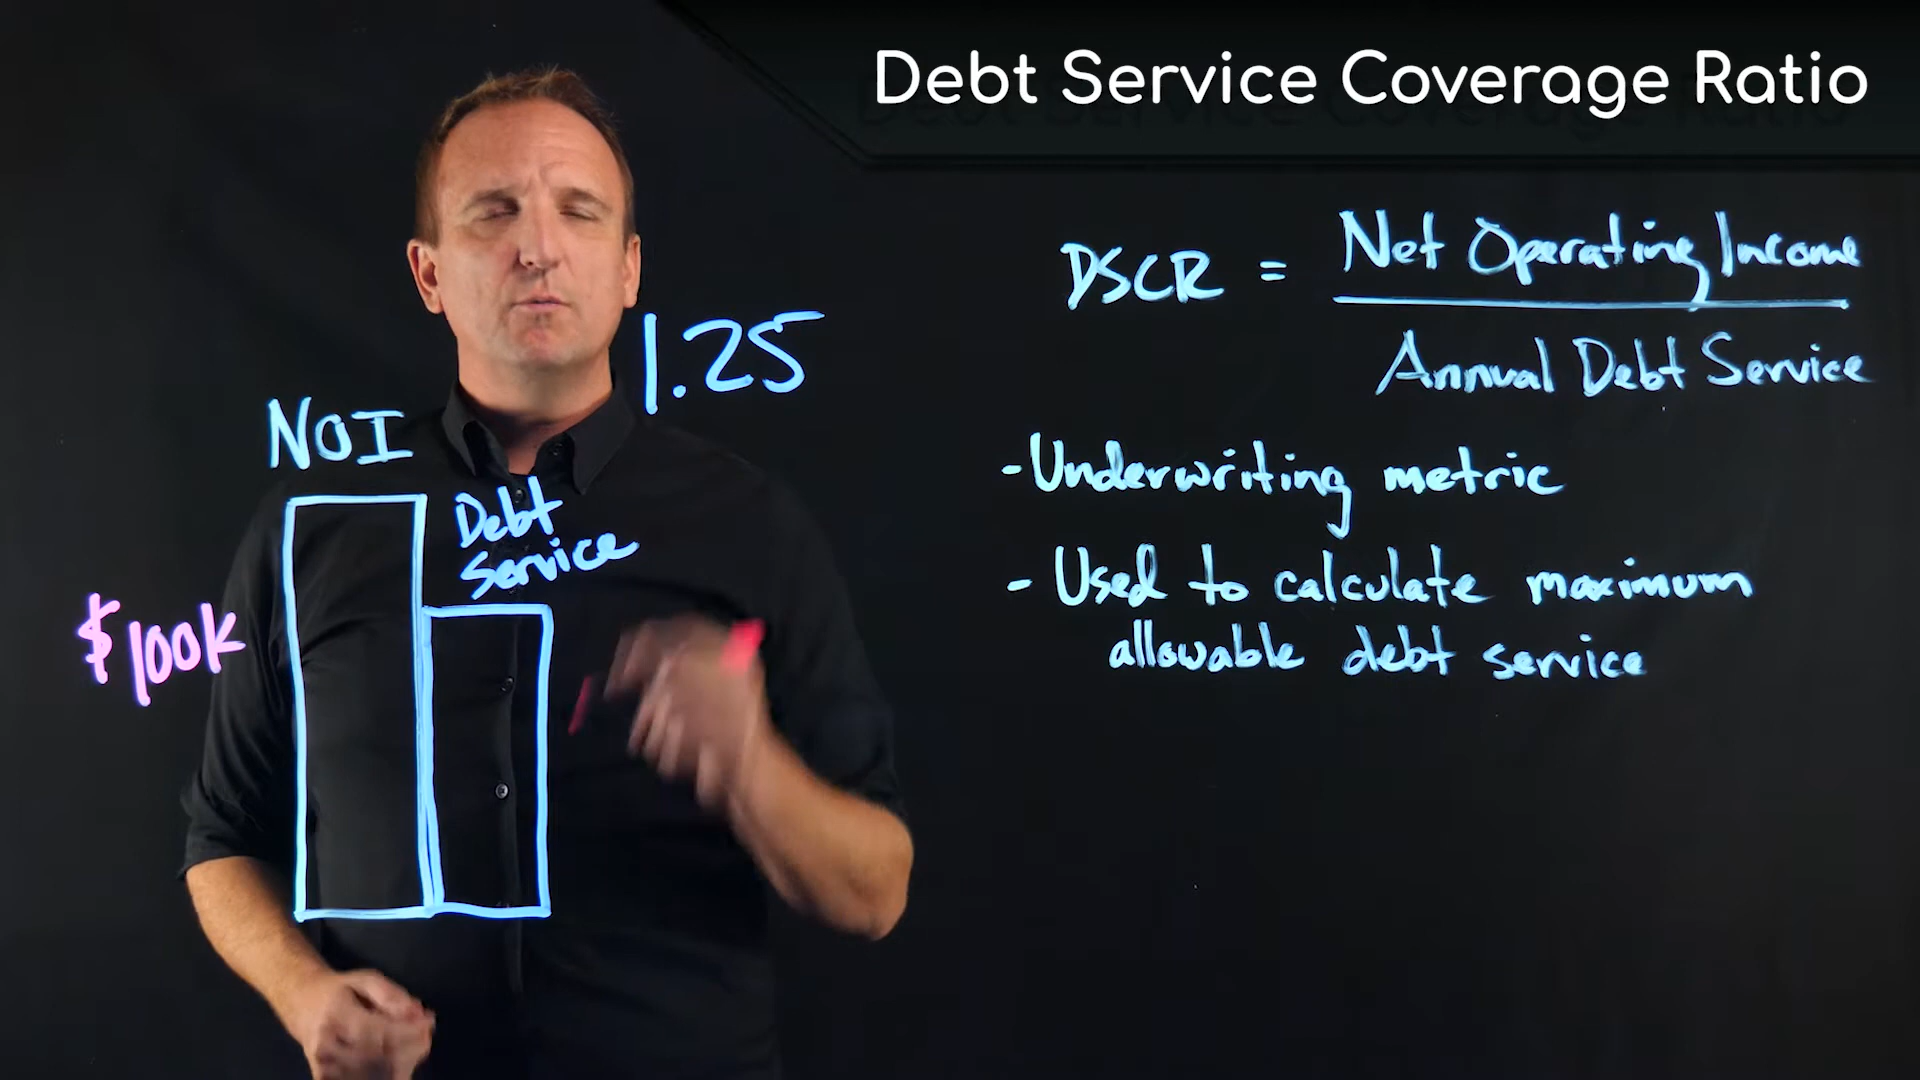 Debt Service Coverage Ratio
DSCR = Net Operating Income
Annual Debt Service
1.25
NOI
Debt
Service
$100k
- Underwriting metric
- Used to calculate maximum
allowable debt service